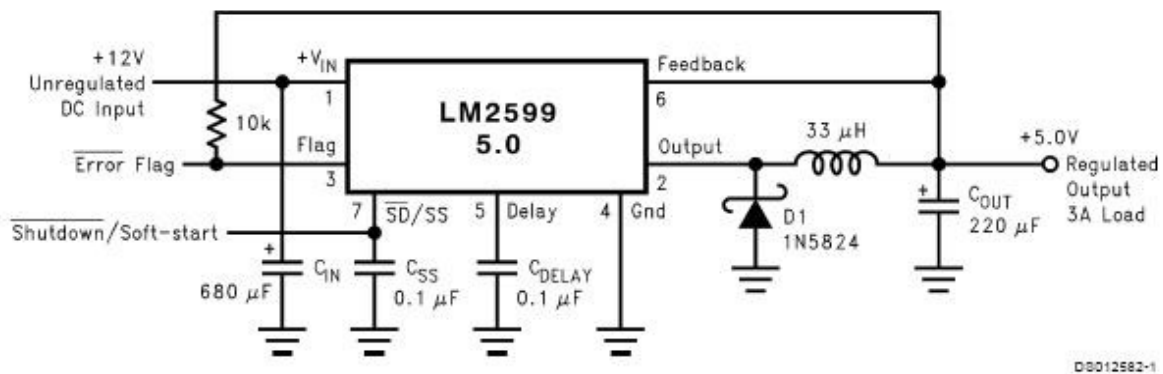 +12V
Unregulated
DC Input
+VIN
1
LM2599
5.0
Feedback
6
10k
Error Flag
Flag
3
Output
2
33 μH
+5.0V
Regulated
Output
3A Load
7
SD/SS
5
Delay
4
Gnd
Shutdown/Soft-start
D1
1N5824
+
COUT
220 μF
+
CIN
680 μF
CSS
0.1 μF
CDELAY
0.1 μF
DS012582-1